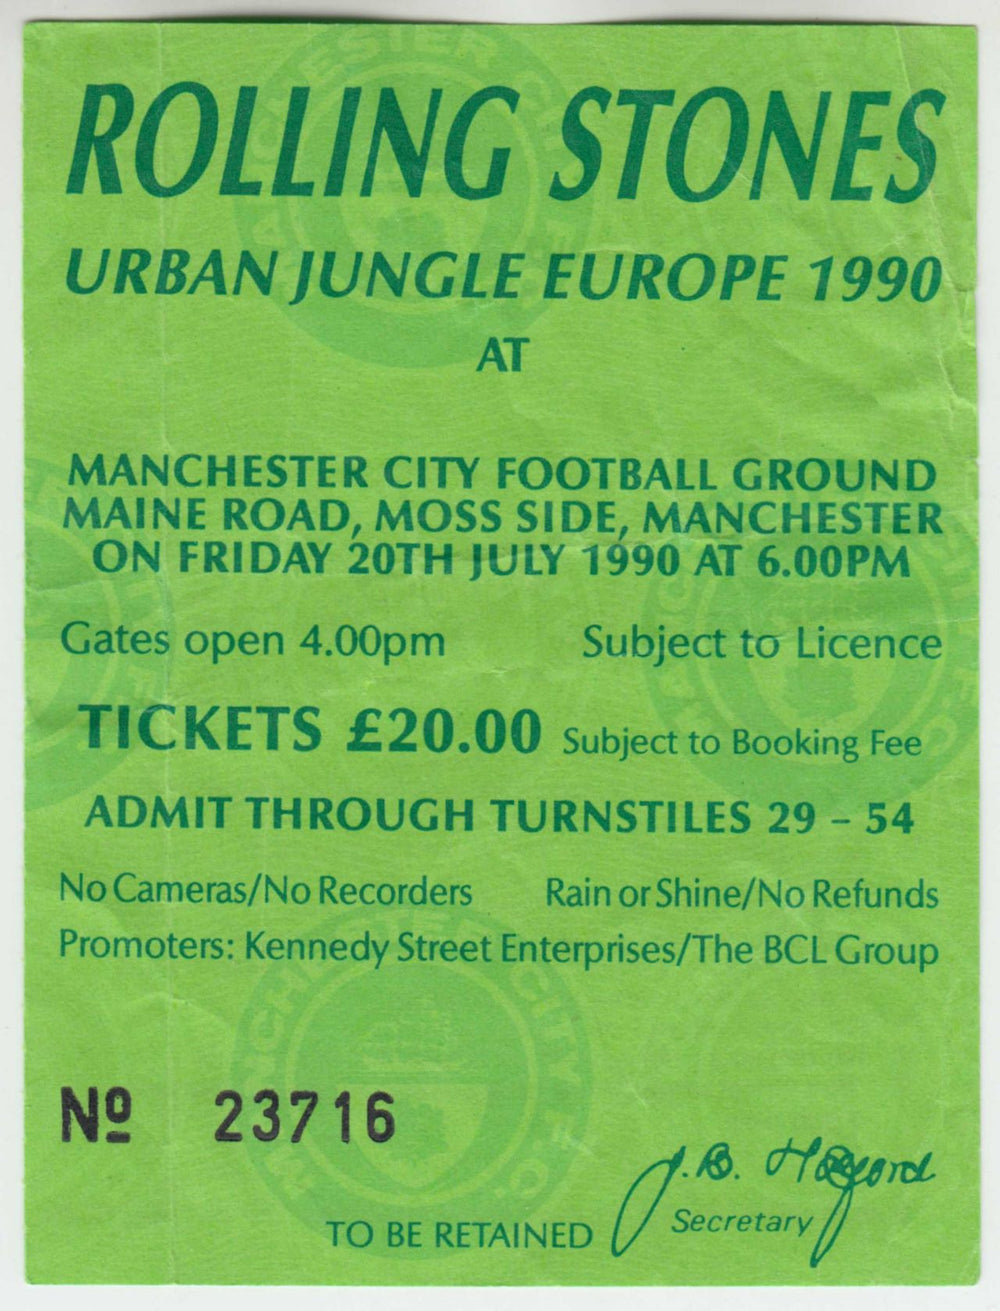 ROLLING STONES
URBAN JUNGLE EUROPE 1990
AT
MANCHESTER CITY FOOTBALL GROUND
MAINE ROAD, MOSS SIDE, MANCHESTER
ON FRIDAY 20TH JULY 1990 AT 6.00PM
Gates open 4.00pm Subject to Licence
TICKETS £20.00 Subject to Booking Fee
ADMIT THROUGH TURNSTILES 29 – 54
No Cameras/No Recorders Rain or Shine/No Refunds
Promoters: Kennedy Street Enterprises/The BCL Group
Nº 23716
J.B. 
Secretary
TO BE RETAINED
MANCHESTER CITY F.C.